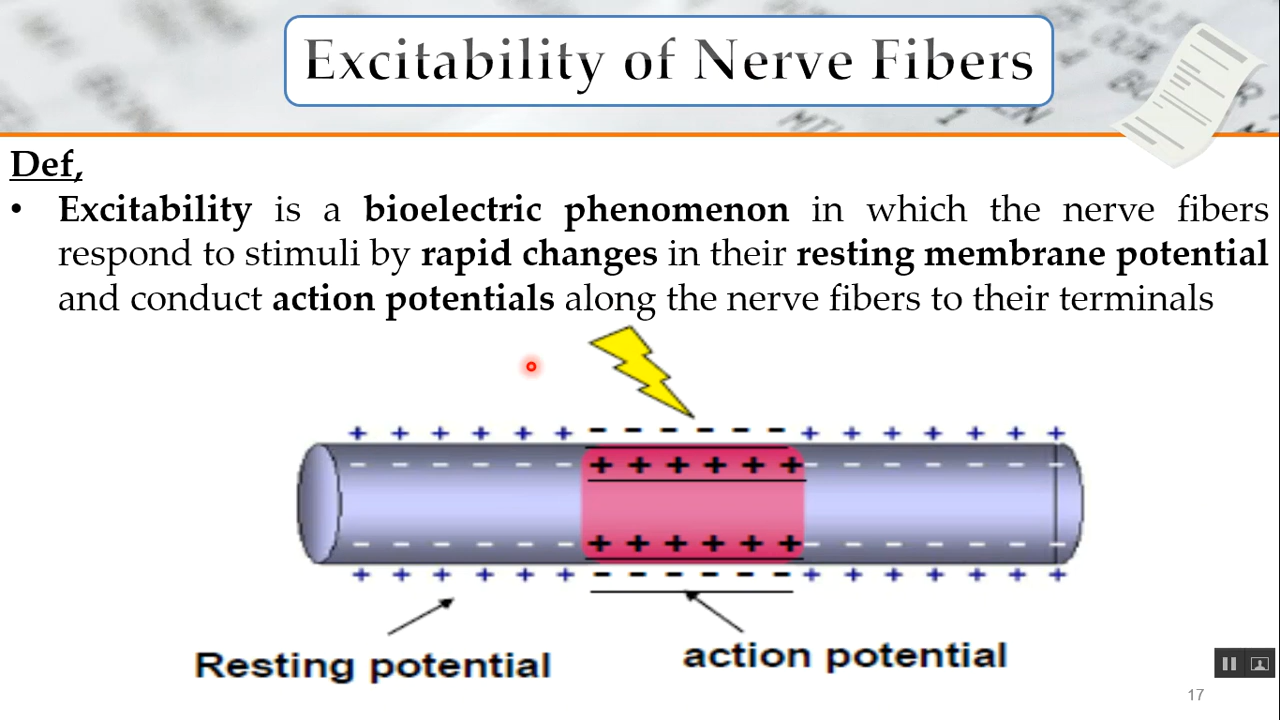 Excitability of Nerve Fibers
Def,
• Excitability is a bioelectric phenomenon in which the nerve fibers
respond to stimuli by rapid changes in their resting membrane potential
and conduct action potentials along the nerve fibers to their terminals
+ + + + + + - - - - - - + + + + + + +
- - - - - - + + + + + + - - - - - - -
- - - - - - + + + + + + - - - - - - -
+ + + + + + - - - - - - + + + + + + +
Resting potential
action potential
17